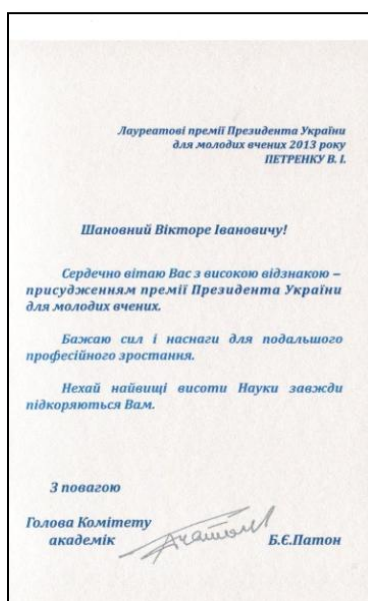 Лауреатові премії Президента України
для молодих вчених 2013 року
ПЕТРЕНКУ В. І.
Шановний Вікторе Івановичу!
Сердечно вітаю Вас з високою відзнакою –
присудженням премії Президента України
для молодих вчених.
Бажаю сил і наснаги для подальшого
професійного зростання.
Нехай найвищі висоти Науки завжди
підкоряються Вам.
З повагою
Голова Комітету
академік Б.Є.Патон